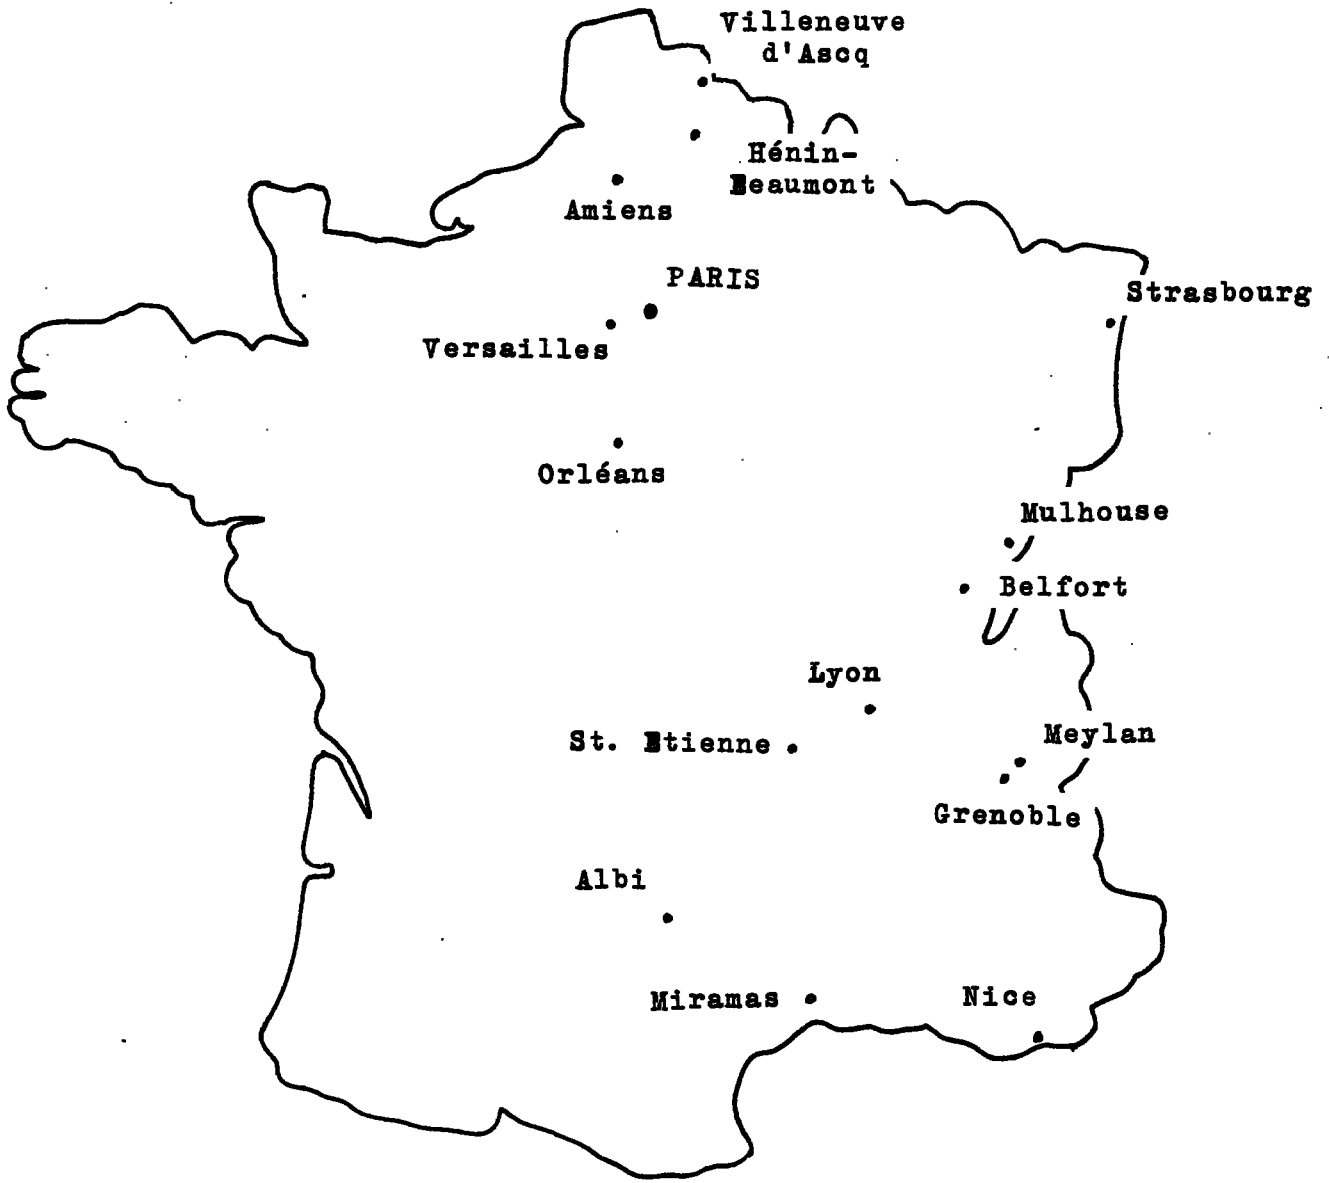 Villeneuve
d'Ascq
Hénin-
Beaumont
Amiens
PARIS
Strasbourg
Versailles
Orléans
Mulhouse
Belfort
Lyon
St. Etienne
Meylan
Grenoble
Albi
Miramas
Nice